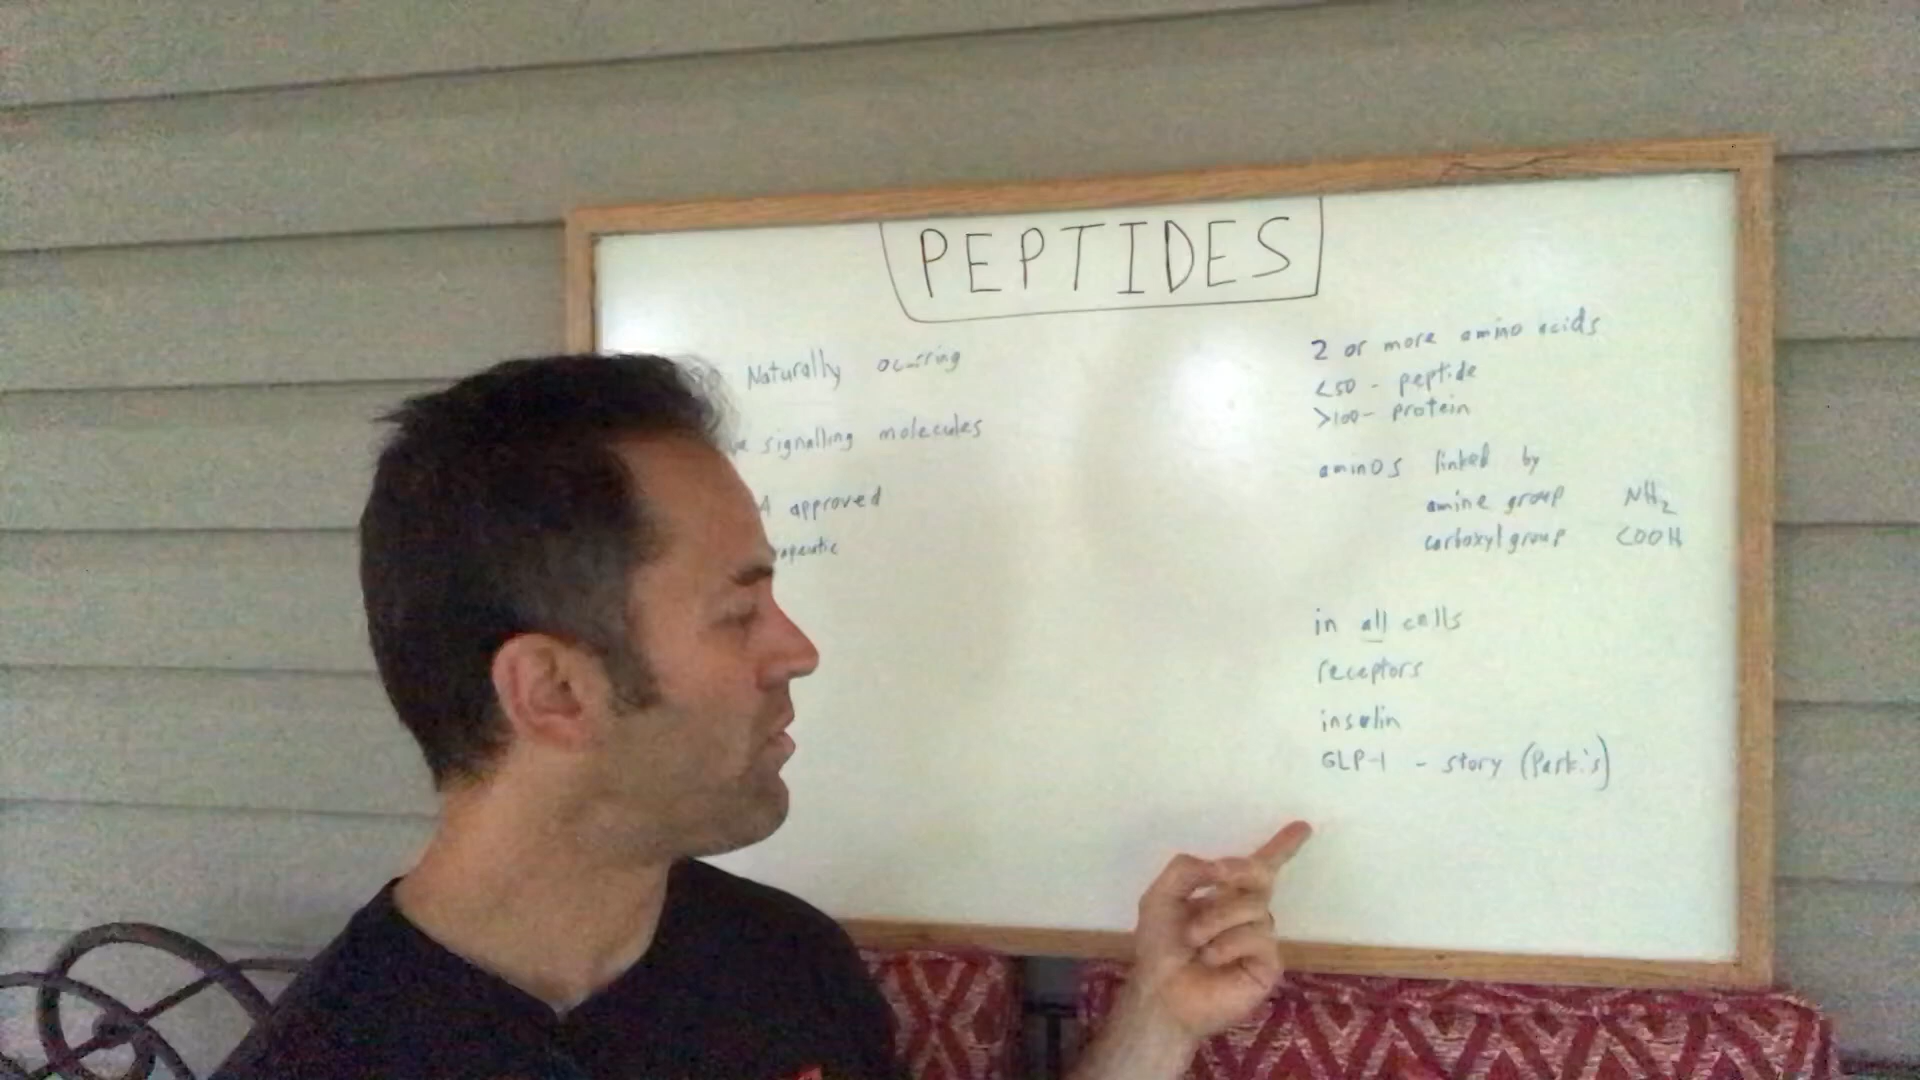 PEPTIDES
Naturally occurring
signalling molecules
A approved
2 or more amino acids
<50 - peptide
>100- protein
aminos linked by
amine group NH2
carboxyl group COOH
in all cells
receptors
insulin
GLP-1 - story (Park's)